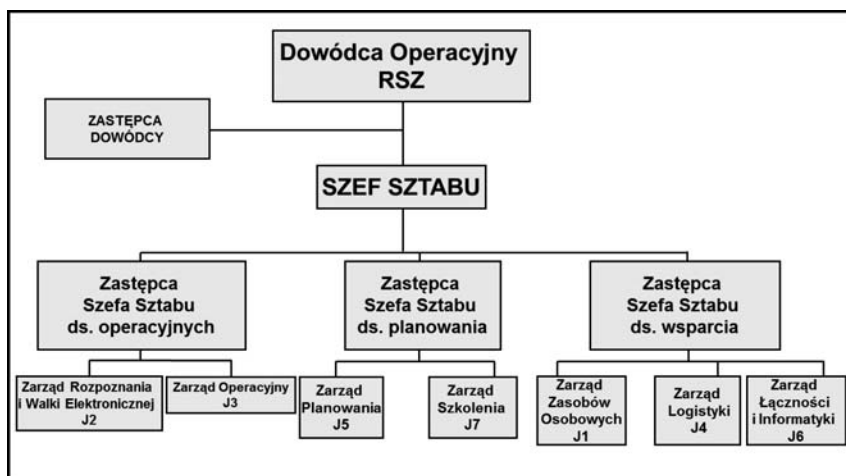 Dowódca Operacyjny
RSZ
ZASTĘPCA
DOWÓDCY
SZEF SZTABU
Zastępca
Szefa Sztabu
ds. operacyjnych
Zastępca
Szefa Sztabu
ds. planowania
Zastępca
Szefa Sztabu
ds. wsparcia
Zarząd Rozpoznania
i Walki Elektronicznej
J2
Zarząd Operacyjny
J3
Zarząd
Planowania
J5
Zarząd
Szkolenia
J7
Zarząd
Zasobów
Osobowych
J1
Zarząd
Logistyki
J4
Zarząd
Łączności
i Informatyki
J6